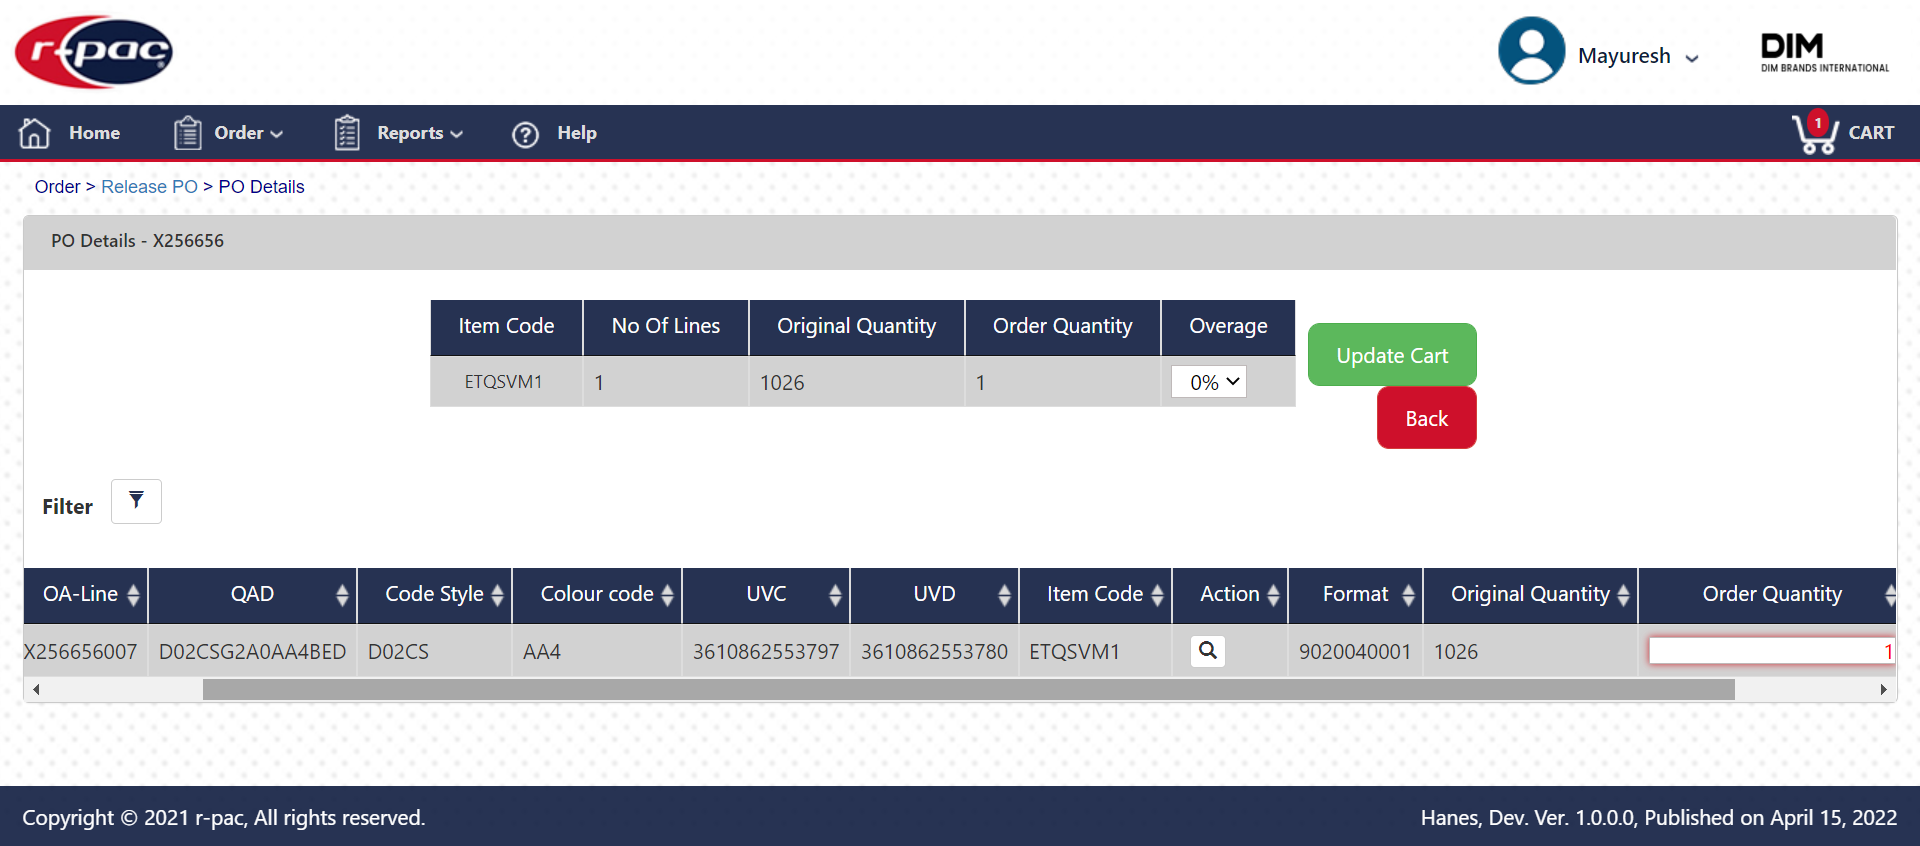 r-pac
Mayuresh
DIM
DIM BRANDS INTERNATIONAL
Home Order Reports Help 1 CART
Order > Release PO > PO Details
PO Details - X256656
Item Code No Of Lines Original Quantity Order Quantity Overage
ETQSVM1 1 1026 1 0%
Update Cart
Back
Filter
OA-Line QAD Code Style Colour code UVC UVD Item Code Action Format Original Quantity Order Quantity
X256656007 D02CSG2A0AA4BED D02CS AA4 3610862553797 3610862553780 ETQSVM1 9020040001 1026 1
Copyright © 2021 r-pac, All rights reserved. Hanes, Dev. Ver. 1.0.0.0, Published on April 15, 2022